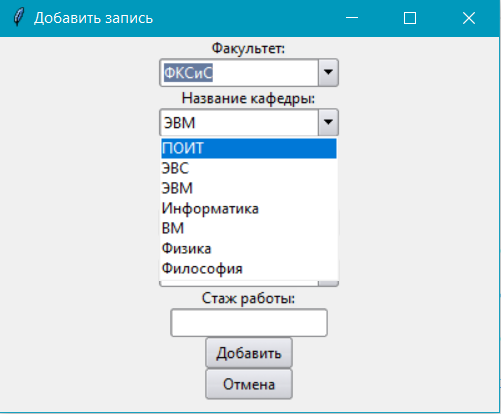 Добавить запись
Факультет:
ФКСиС
Название кафедры:
ЭВМ
ПОИТ
ЭВС
ЭВМ
Информатика
ВМ
Физика
Философия
Стаж работы:
Добавить
Отмена